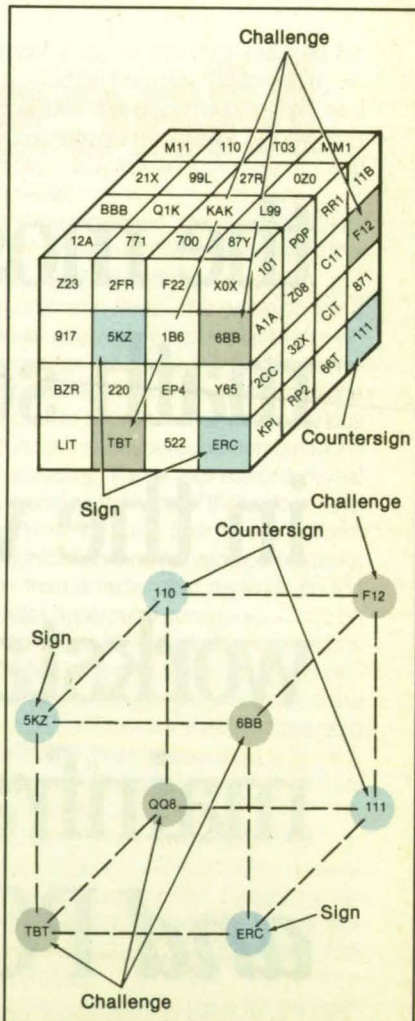 Challenge
M11 110 T03 MM1
21X 99L 27R 0Z0
BBB Q1K KAK L99
12A 771 700 87Y
Z23 2FR F22 X0X
917 5KZ 1B6 6BB
BZR 220 EP4 Y65
LIT TBT 522 ERC
101 P0P RR1 11B
A1A Z08 C11 F12
2CC 32X CIT 871
KPI RP2 66T 111
Countersign
Sign
Challenge
Countersign
110 F12
Sign
5KZ 6BB
QQ8 111
TBT ERC
Sign
Challenge